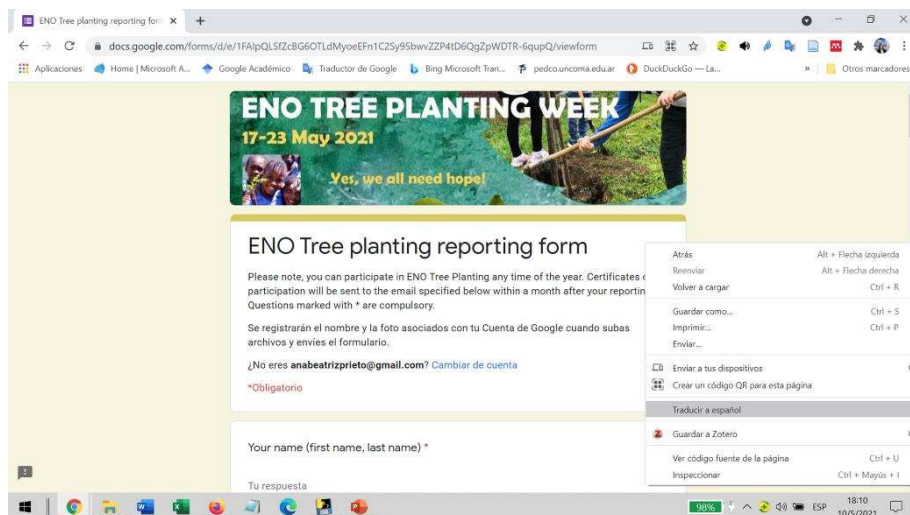 ENO Tree planting reporting form
docs.google.com/forms/d/e/1FAIpQLSfZcBG6OTLdMyoeEFn1C2Sy95bwvZZP4tD6QgZpWDTR-6qupQ/viewform
Aplicaciones Home | Microsoft A... Google Académico Traductor de Google Bing Microsoft Tran... pedco.uncoma.edu.ar DuckDuckGo — La... » Otros marcadores
ENO TREE PLANTING WEEK
17-23 May 2021
Yes, we all need hope!
ENO Tree planting reporting form
Please note, you can participate in ENO Tree Planting any time of the year. Certificates
participation will be sent to the email specified below within a month after your reportin
Questions marked with * are compulsory.
Se registrarán el nombre y la foto asociados con tu Cuenta de Google cuando subas
archivos y envíes el formulario.
¿No eres anabeatrizprieto@gmail.com? Cambiar de cuenta
*Obligatorio
Your name (first name, last name) *
Tu respuesta
Atrás Alt + Flecha izquierda
Reenviar Alt + Flecha derecha
Volver a cargar Ctrl + R
Guardar como... Ctrl + S
Imprimir... Ctrl + P
Enviar...
Enviar a tus dispositivos
Crear un código QR para esta página
Traducir a español
Guardar a Zotero
Ver código fuente de la página Ctrl + U
Inspeccionar Ctrl + Mayús + I
98% ESP 18:10
10/5/2021